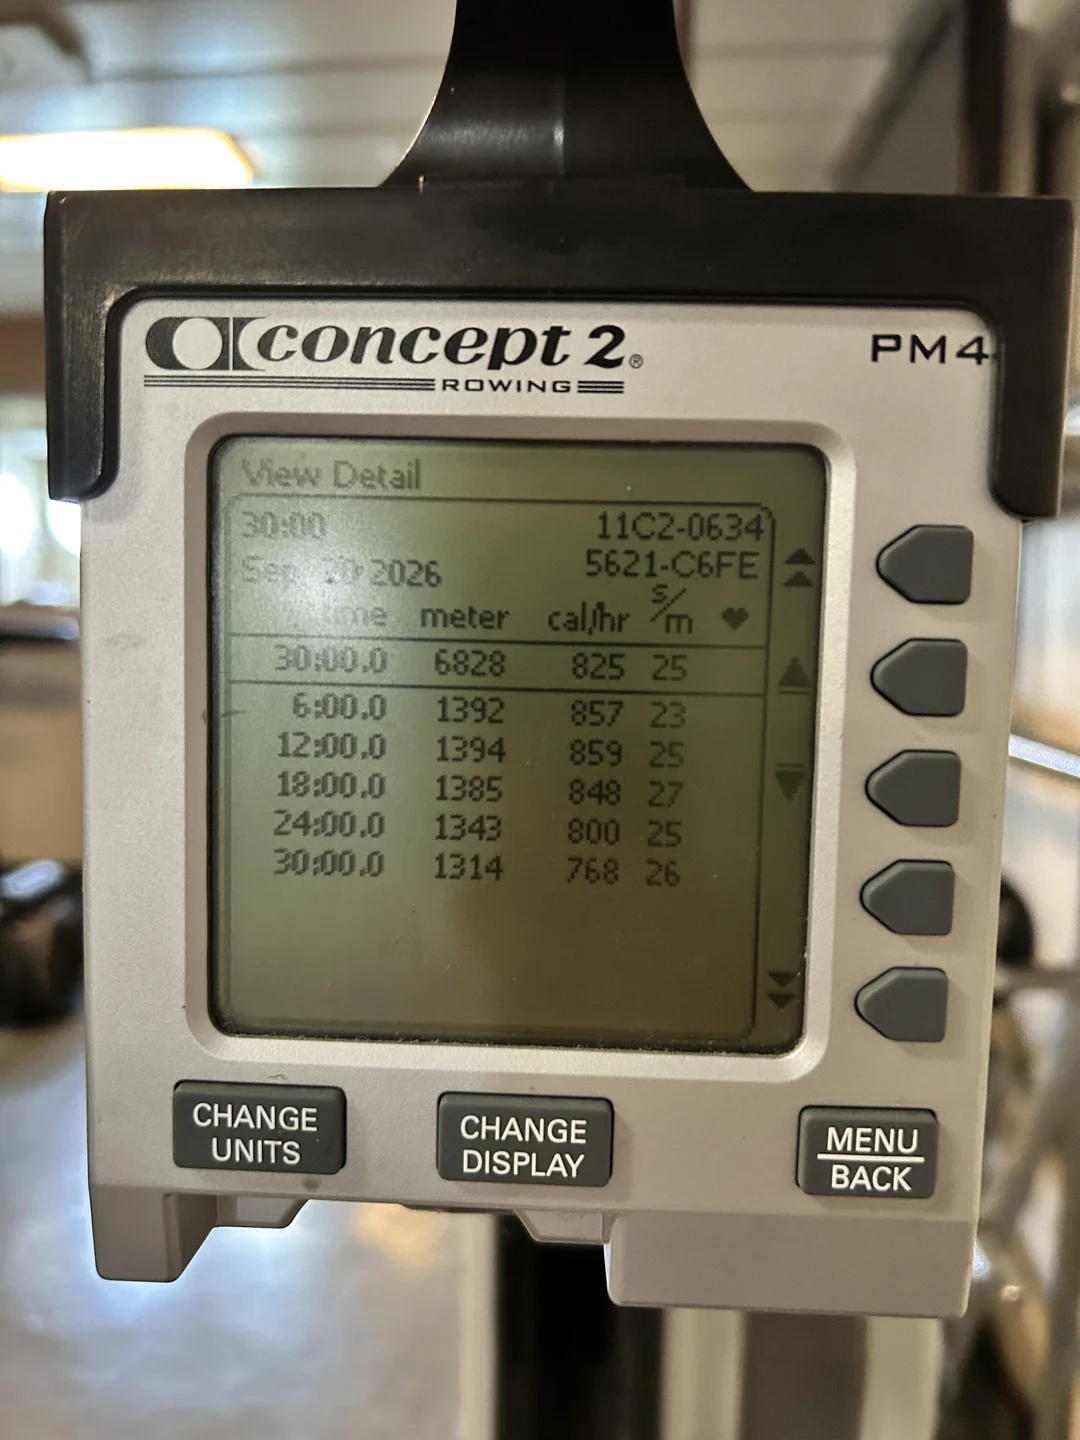 concept 2® PM4
ROWING
View Detail
30:00 11C2-0634
2026 5621-C6FE
time meter cal/hr s/m ♥
30:00.0 6828 825 25
6:00.0 1392 857 23
12:00.0 1394 859 25
18:00.0 1385 848 27
24:00.0 1343 800 25
30:00.0 1314 768 26
CHANGE UNITS
CHANGE DISPLAY
MENU BACK